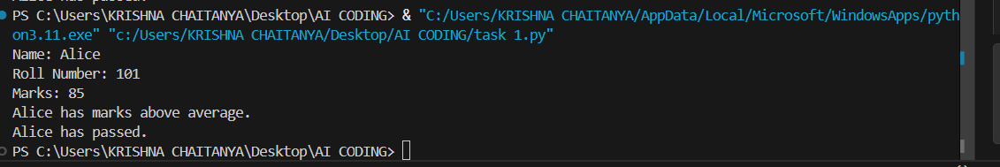 PS C:\Users\KRISHNA CHAITANYA\Desktop\AI CODING> & "C:/Users/KRISHNA CHAITANYA/AppData/Local/Microsoft/WindowsApps/pyth
on3.11.exe" "c:/Users/KRISHNA CHAITANYA/Desktop/AI CODING/task 1.py"
Name: Alice
Roll Number: 101
Marks: 85
Alice has marks above average.
Alice has passed.
PS C:\Users\KRISHNA CHAITANYA\Desktop\AI CODING>